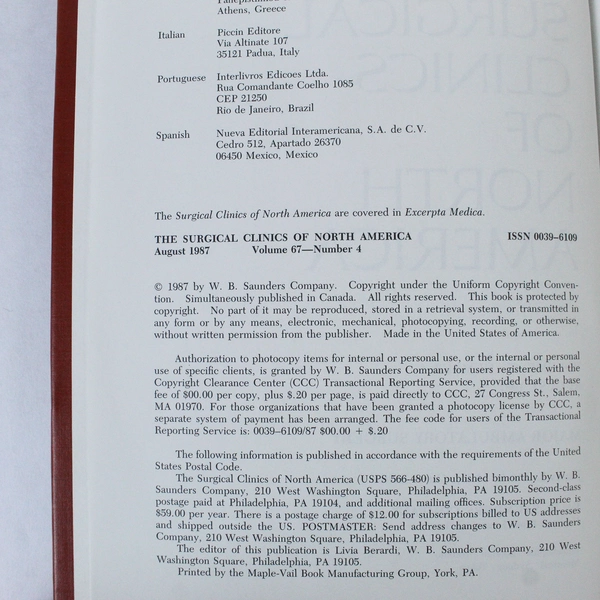 Athens, Greece
Italian Piccin Editore
Via Altinate 107
35121 Padua, Italy
Portuguese Interlivros Edicoes Ltda.
Rua Comandante Coelho 1085
CEP 21250
Rio de Janeiro, Brazil
Spanish Nueva Editorial Interamericana, S.A. de C.V.
Cedro 512, Apartado 26370
06450 Mexico, Mexico
The Surgical Clinics of North America are covered in Excerpta Medica.
THE SURGICAL CLINICS OF NORTH AMERICA ISSN 0039–6109
August 1987 Volume 67—Number 4
© 1987 by W. B. Saunders Company. Copyright under the Uniform Copyright Conven-
tion. Simultaneously published in Canada. All rights reserved. This book is protected by
copyright. No part of it may be reproduced, stored in a retrieval system, or transmitted in
any form or by any means, electronic, mechanical, photocopying, recording, or otherwise,
without written permission from the publisher. Made in the United States of America.
Authorization to photocopy items for internal or personal use, or the internal or personal
use of specific clients, is granted by W. B. Saunders Company for users registered with the
Copyright Clearance Center (CCC) Transactional Reporting Service, provided that the base
fee of $00.00 per copy, plus $.20 per page, is paid directly to CCC, 27 Congress St., Salem,
MA 01970. For those organizations that have been granted a photocopy license by CCC, a
separate system of payment has been arranged. The fee code for users of the Transactional
Reporting Service is: 0039–6109/87 $00.00 + $.20
The following information is published in accordance with the requirements of the United
States Postal Code.
The Surgical Clinics of North America (USPS 566-480) is published bimonthly by W. B.
Saunders Company, 210 West Washington Square, Philadelphia, PA 19105. Second-class
postage paid at Philadelphia, PA 19104, and additional mailing offices. Subscription price is
$59.00 per year. There is a postage charge of $12.00 for subscriptions billed to US addresses
and shipped outside the US. POSTMASTER: Send address changes to W. B. Saunders
Company, 210 West Washington Square, Philadelphia, PA 19105.
The editor of this publication is Livia Berardi, W. B. Saunders Company, 210 West
Washington Square, Philadelphia, PA 19105.
Printed by the Maple-Vail Book Manufacturing Group, York, PA.